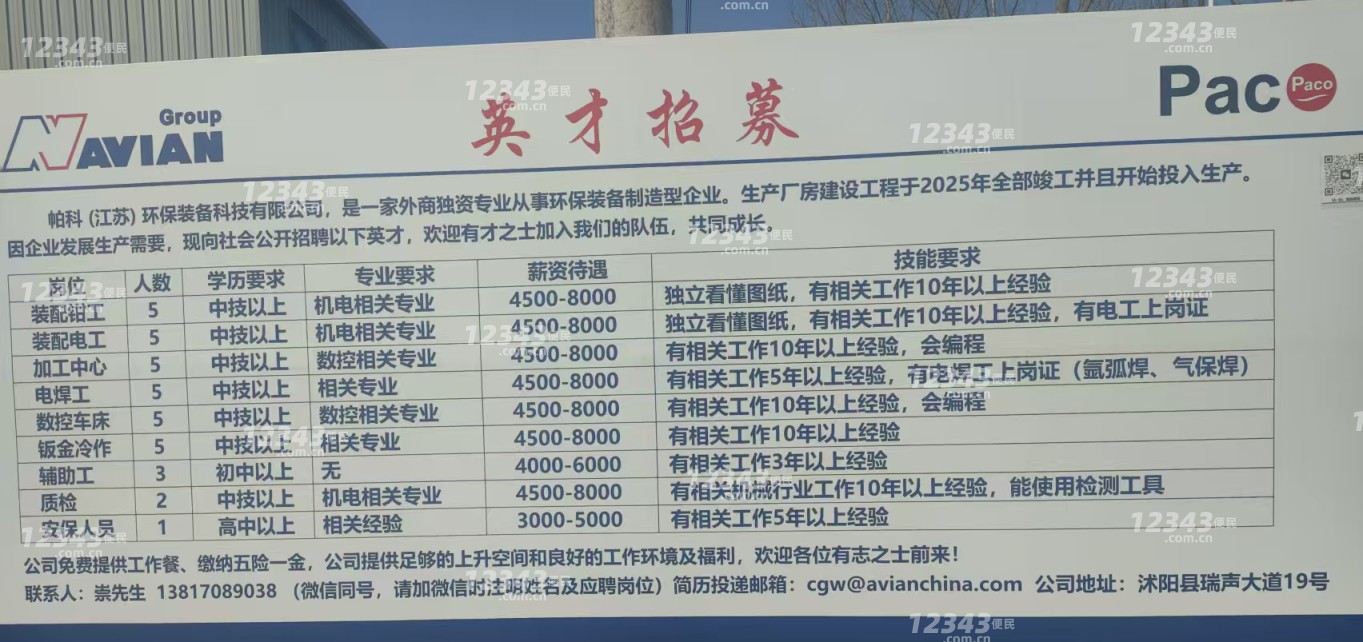 Group
NAVIAN
英才招募
Pac Paco
帕科 (江苏) 环保装备科技有限公司，是一家外商独资专业从事环保装备制造型企业。生产厂房建设工程于2025年全部竣工并且开始投入生产。
因企业发展生产需要，现向社会公开招聘以下英才，欢迎有才之士加入我们的队伍，共同成长。
岗位 人数 学历要求 专业要求 薪资待遇 技能要求
装配钳工 5 中技以上 机电相关专业 4500-8000 独立看懂图纸，有相关工作10年以上经验
装配电工 5 中技以上 机电相关专业 4500-8000 独立看懂图纸，有相关工作10年以上经验，有电工上岗证
加工中心 5 中技以上 数控相关专业 4500-8000 有相关工作10年以上经验，会编程
电焊工 5 中技以上 相关专业 4500-8000 有相关工作5年以上经验，有电焊工上岗证（氩弧焊、气保焊）
数控车床 5 中技以上 数控相关专业 4500-8000 有相关工作10年以上经验，会编程
钣金冷作 5 中技以上 相关专业 4500-8000 有相关工作10年以上经验
辅助工 3 初中以上 无 4000-6000 有相关工作3年以上经验
质检 2 中技以上 机电相关专业 4500-8000 有相关机械行业工作10年以上经验，能使用检测工具
安保人员 1 高中以上 相关经验 3000-5000 有相关工作5年以上经验
公司免费提供工作餐、缴纳五险一金，公司提供足够的上升空间和良好的工作环境及福利，欢迎各位有志之士前来！
联系人：崇先生 13817089038 （微信同号，请加微信时注明姓名及应聘岗位）简历投递邮箱：cgw@avianchina.com 公司地址：沭阳县瑞声大道19号
12343便民
.com.cn